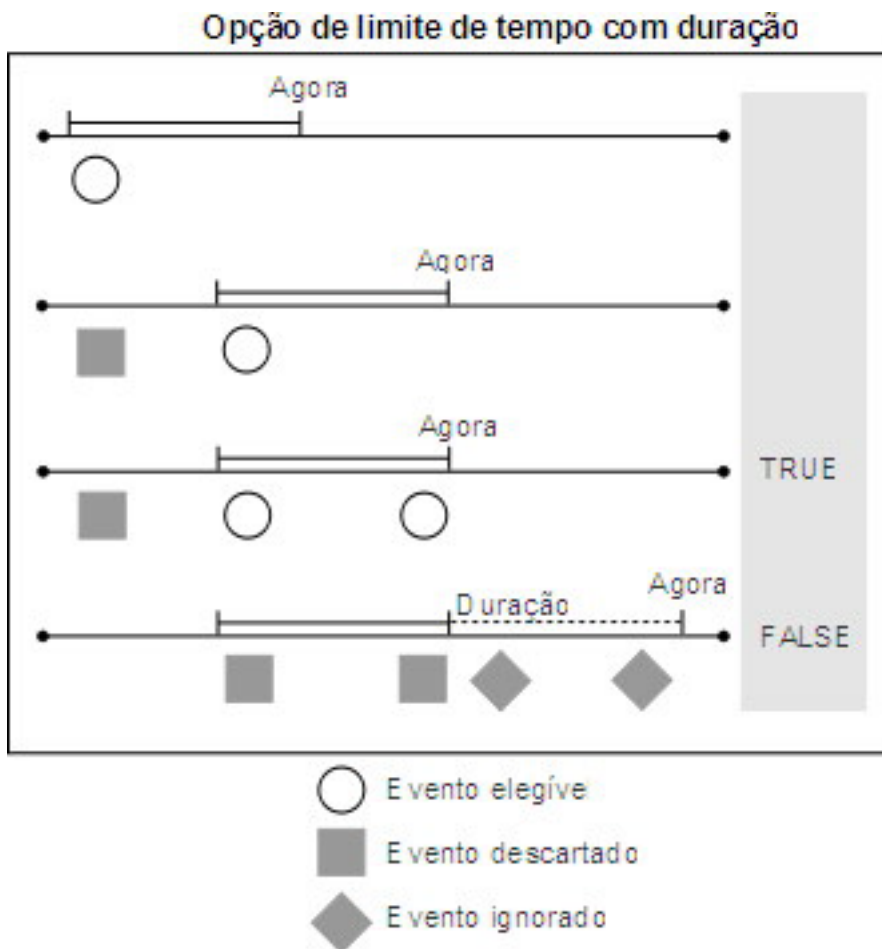 Opção de limite de tempo com duração
Agora
Agora
Agora
TRUE
Agora
Duração
FALSE
Evento elegíve
Evento descartado
Evento ignorado